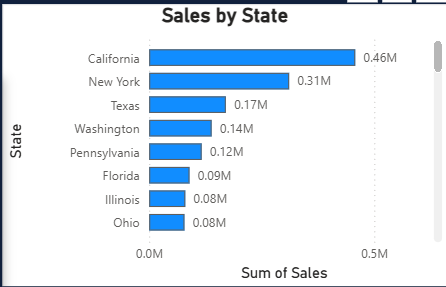 Sales by State
California 0.46M
New York 0.31M
Texas 0.17M
Washington 0.14M
Pennsylvania 0.12M
Florida 0.09M
Illinois 0.08M
Ohio 0.08M
State
0.0M 0.5M
Sum of Sales